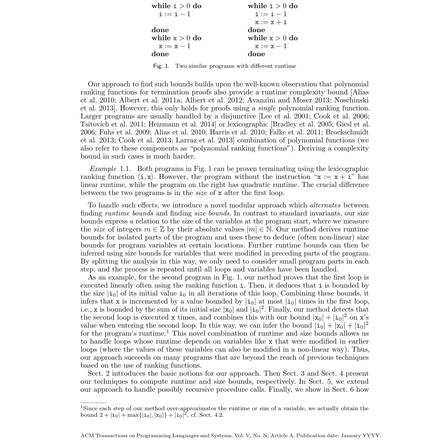 while i > 0 do
i := i − 1
done
while x > 0 do
x := x − 1
done
while i > 0 do
i := i − 1
x := x + i
done
while x > 0 do
x := x − 1
done
Fig. 1. Two similar programs with different runtime
Our approach to find such bounds builds upon the well-known observation that polynomial
ranking functions for termination proofs also provide a runtime complexity bound [Alias
et al. 2010; Albert et al. 2011a; Albert et al. 2012; Avanzini and Moser 2013; Noschinski
et al. 2013]. However, this only holds for proofs using a single polynomial ranking function.
Larger programs are usually handled by a disjunctive [Lee et al. 2001; Cook et al. 2006;
Tsitovich et al. 2011; Heizmann et al. 2014] or lexicographic [Bradley et al. 2005; Giesl et al.
2006; Fuhs et al. 2009; Alias et al. 2010; Harris et al. 2010; Falke et al. 2011; Brockschmidt
et al. 2013; Cook et al. 2013; Larraz et al. 2013] combination of polynomial functions (we
also refer to these components as "polynomial ranking functions"). Deriving a complexity
bound in such cases is much harder.
Example 1.1. Both programs in Fig. 1 can be proven terminating using the lexicographic
ranking function ⟨i, x⟩. However, the program without the instruction "x := x + i" has
linear runtime, while the program on the right has quadratic runtime. The crucial difference
between the two programs is in the size of x after the first loop.
To handle such effects, we introduce a novel modular approach which alternates between
finding runtime bounds and finding size bounds. In contrast to standard invariants, our size
bounds express a relation to the size of the variables at the program start, where we measure
the size of integers m ∈ ℤ by their absolute values |m| ∈ ℕ. Our method derives runtime
bounds for isolated parts of the program and uses these to deduce (often non-linear) size
bounds for program variables at certain locations. Further runtime bounds can then be
inferred using size bounds for variables that were modified in preceding parts of the program.
By splitting the analysis in this way, we only need to consider small program parts in each
step, and the process is repeated until all loops and variables have been handled.
As an example, for the second program in Fig. 1, our method proves that the first loop is
executed linearly often using the ranking function i. Then, it deduces that i is bounded by
the size |i₀| of its initial value i₀ in all iterations of this loop. Combining these bounds, it
infers that x is incremented by a value bounded by |i₀| at most |i₀| times in the first loop,
i.e., x is bounded by the sum of its initial size |x₀| and |i₀|². Finally, our method detects that
the second loop is executed x times, and combines this with our bound |x₀| + |i₀|² on x's
value when entering the second loop. In this way, we can infer the bound |i₀| + |x₀| + |i₀|²
for the program's runtime.¹ This novel combination of runtime and size bounds allows us
to handle loops whose runtime depends on variables like x that were modified in earlier
loops (where the values of these variables can also be modified in a non-linear way). Thus,
our approach succeeds on many programs that are beyond the reach of previous techniques
based on the use of ranking functions.
Sect. 2 introduces the basic notions for our approach. Then Sect. 3 and Sect. 4 present
our techniques to compute runtime and size bounds, respectively. In Sect. 5, we extend
our approach to handle possibly recursive procedure calls. Finally, we show in Sect. 6 how
¹Since each step of our method over-approximates the runtime or size of a variable, we actually obtain the
bound 2 + |i₀| + max{|i₀|, |x₀|} + |i₀|², cf. Sect. 4.2.
ACM Transactions on Programming Languages and Systems, Vol. V, No. N, Article A, Publication date: January YYYY.